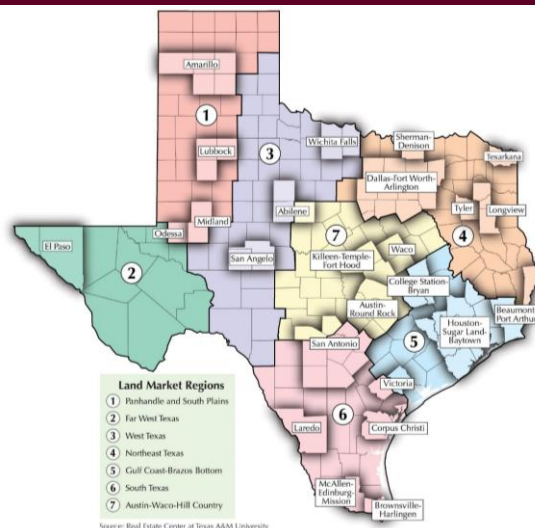 Amarillo
1
Lubbock
3
Wichita Falls
Sherman-
Denison
Texarkana
Dallas-Fort Worth-
Arlington
Tyler
Longview
4
Abilene
Midland
Odessa
El Paso
2
San Angelo
7
Waco
Killeen-Temple-
Fort Hood
College Station-
Bryan
Austin-
Round Rock
Beaumont-
Port Arthur
Houston-
Sugar Land-
Baytown
5
San Antonio
Victoria
6
Laredo
Corpus Christi
McAllen-
Edinburg-
Mission
Brownsville-
Harlingen
Land Market Regions
1 Panhandle and South Plains
2 Far West Texas
3 West Texas
4 Northeast Texas
5 Gulf Coast-Brazos Bottom
6 South Texas
7 Austin-Waco-Hill Country
Source: Real Estate Center at Texas A&M University